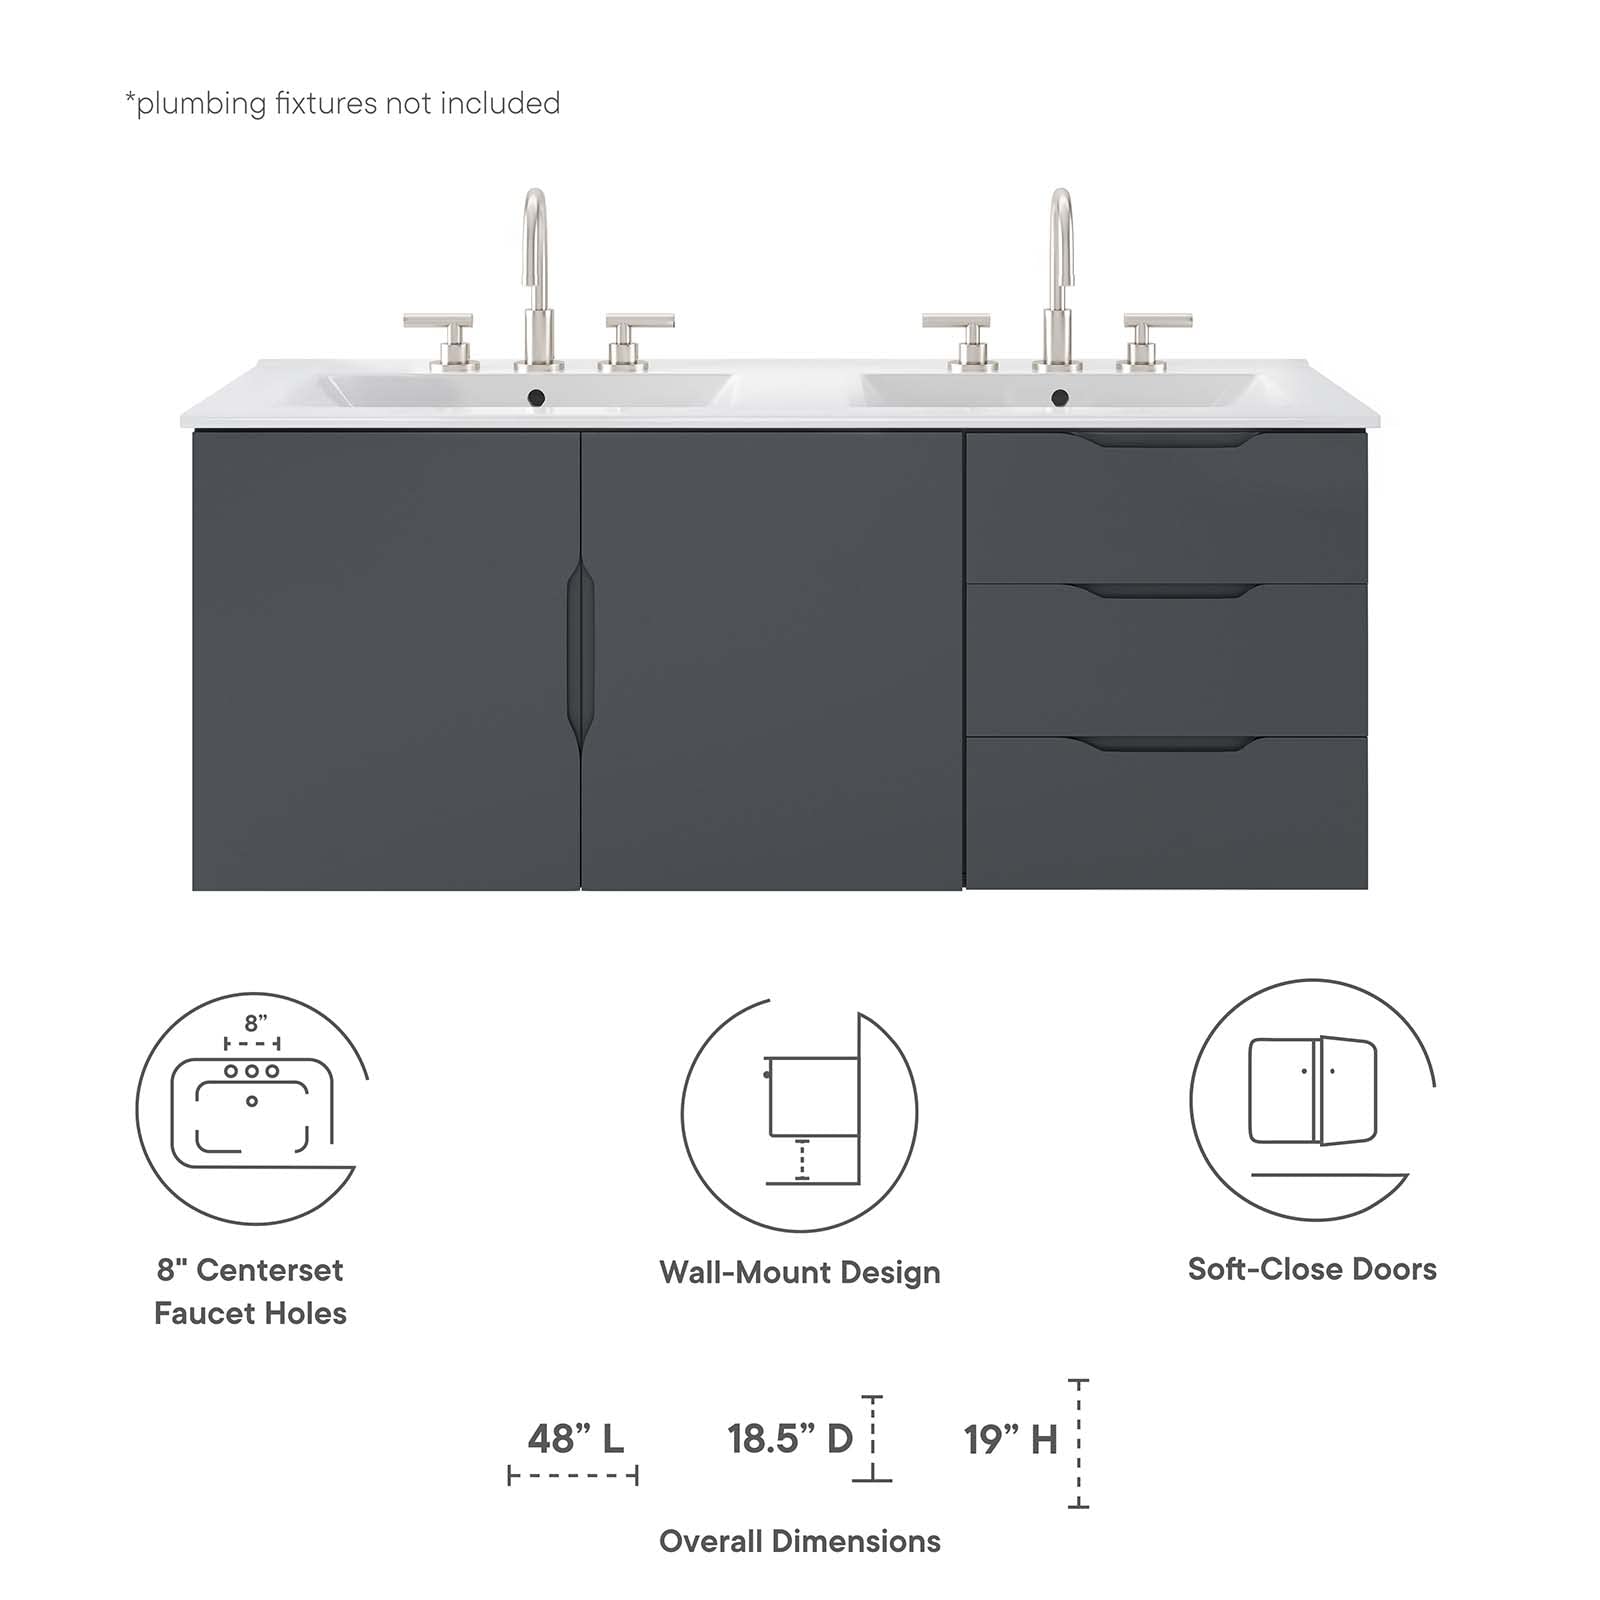 *plumbing fixtures not included
8”
8" Centerset
Faucet Holes
Wall-Mount Design
Soft-Close Doors
48” L
18.5” D
19” H
Overall Dimensions